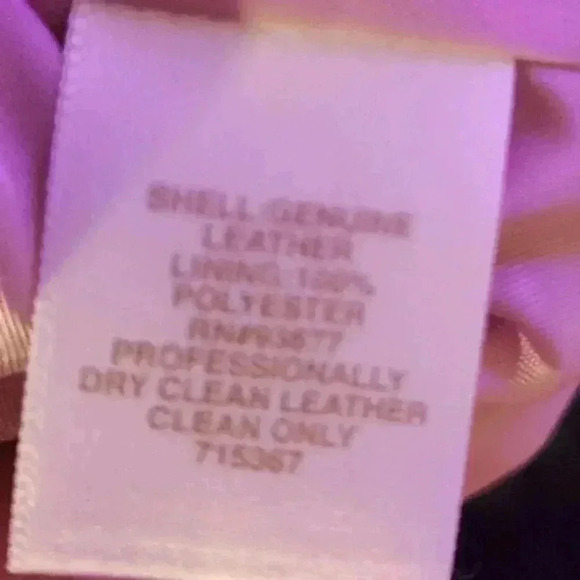 SHELL:GENUINE
LEATHER
LINING: 100%
POLYESTER
RN#93677
PROFESSIONALLY
DRY CLEAN LEATHER
CLEAN ONLY
715367